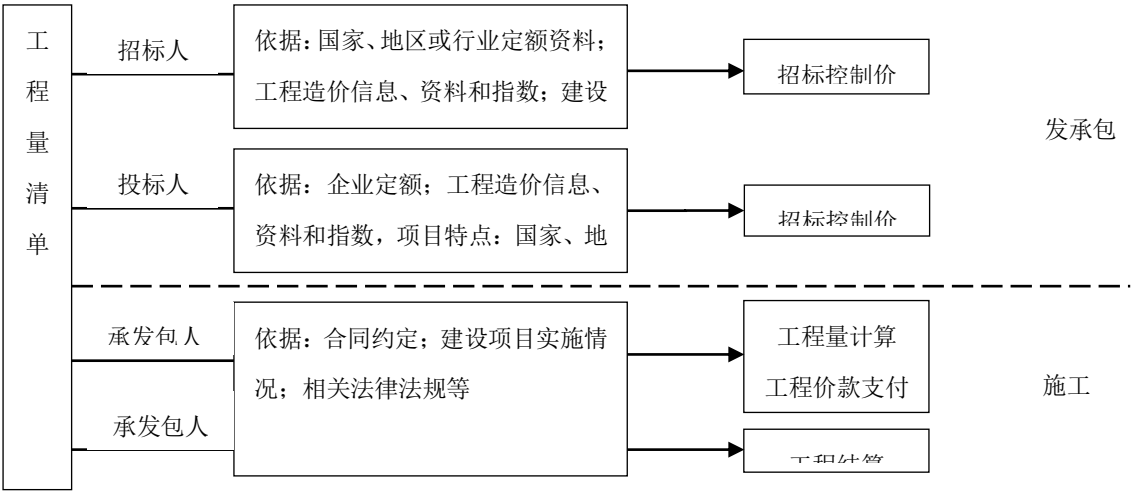 工程量清单
招标人
依据：国家、地区或行业定额资料；
工程造价信息、资料和指数；建设
招标控制价
发承包
投标人
依据：企业定额；工程造价信息、
资料和指数，项目特点：国家、地
招标控制价
承发包人
依据：合同约定；建设项目实施情
况；相关法律法规等
工程量计算
工程价款支付
施工
承发包人
工程结算